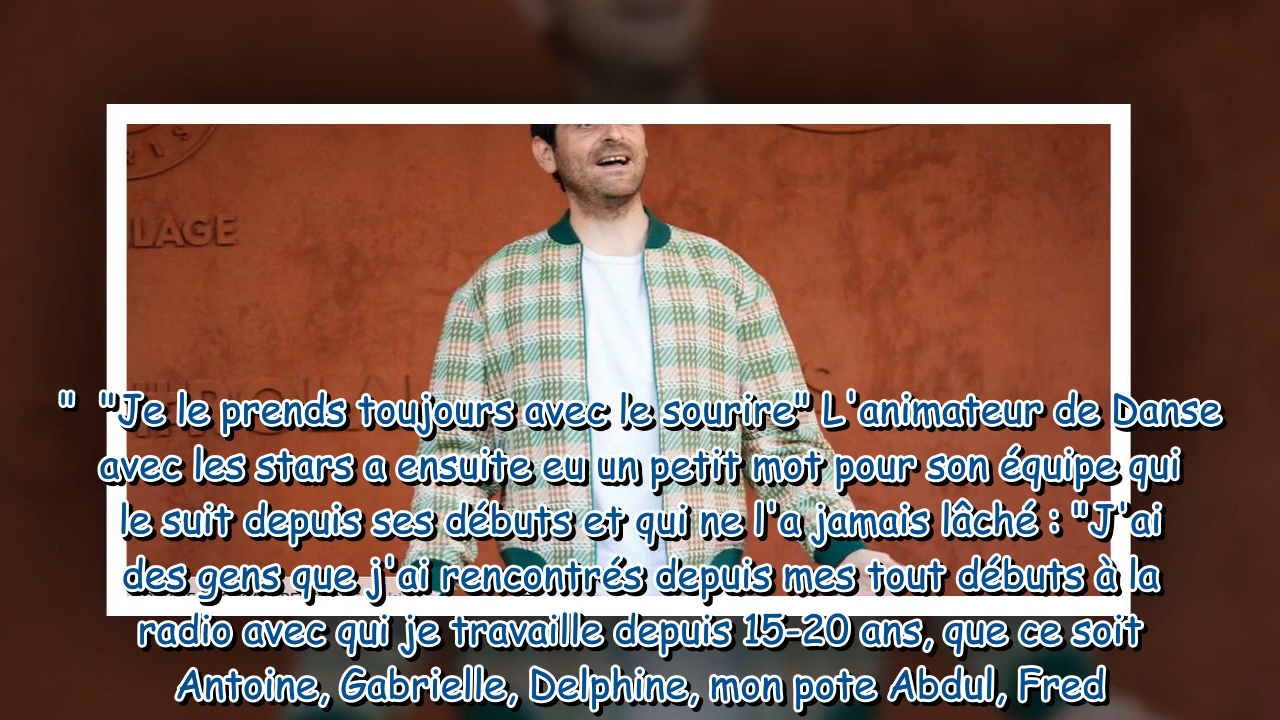 RIS
LAGE
" "Je le prends toujours avec le sourire" L'animateur de Danse
avec les stars a ensuite eu un petit mot pour son équipe qui
le suit depuis ses débuts et qui ne l'a jamais lâché : "J'ai
des gens que j'ai rencontrés depuis mes tout débuts à la
radio avec qui je travaille depuis 15-20 ans, que ce soit
Antoine, Gabrielle, Delphine, mon pote Abdul, Fred